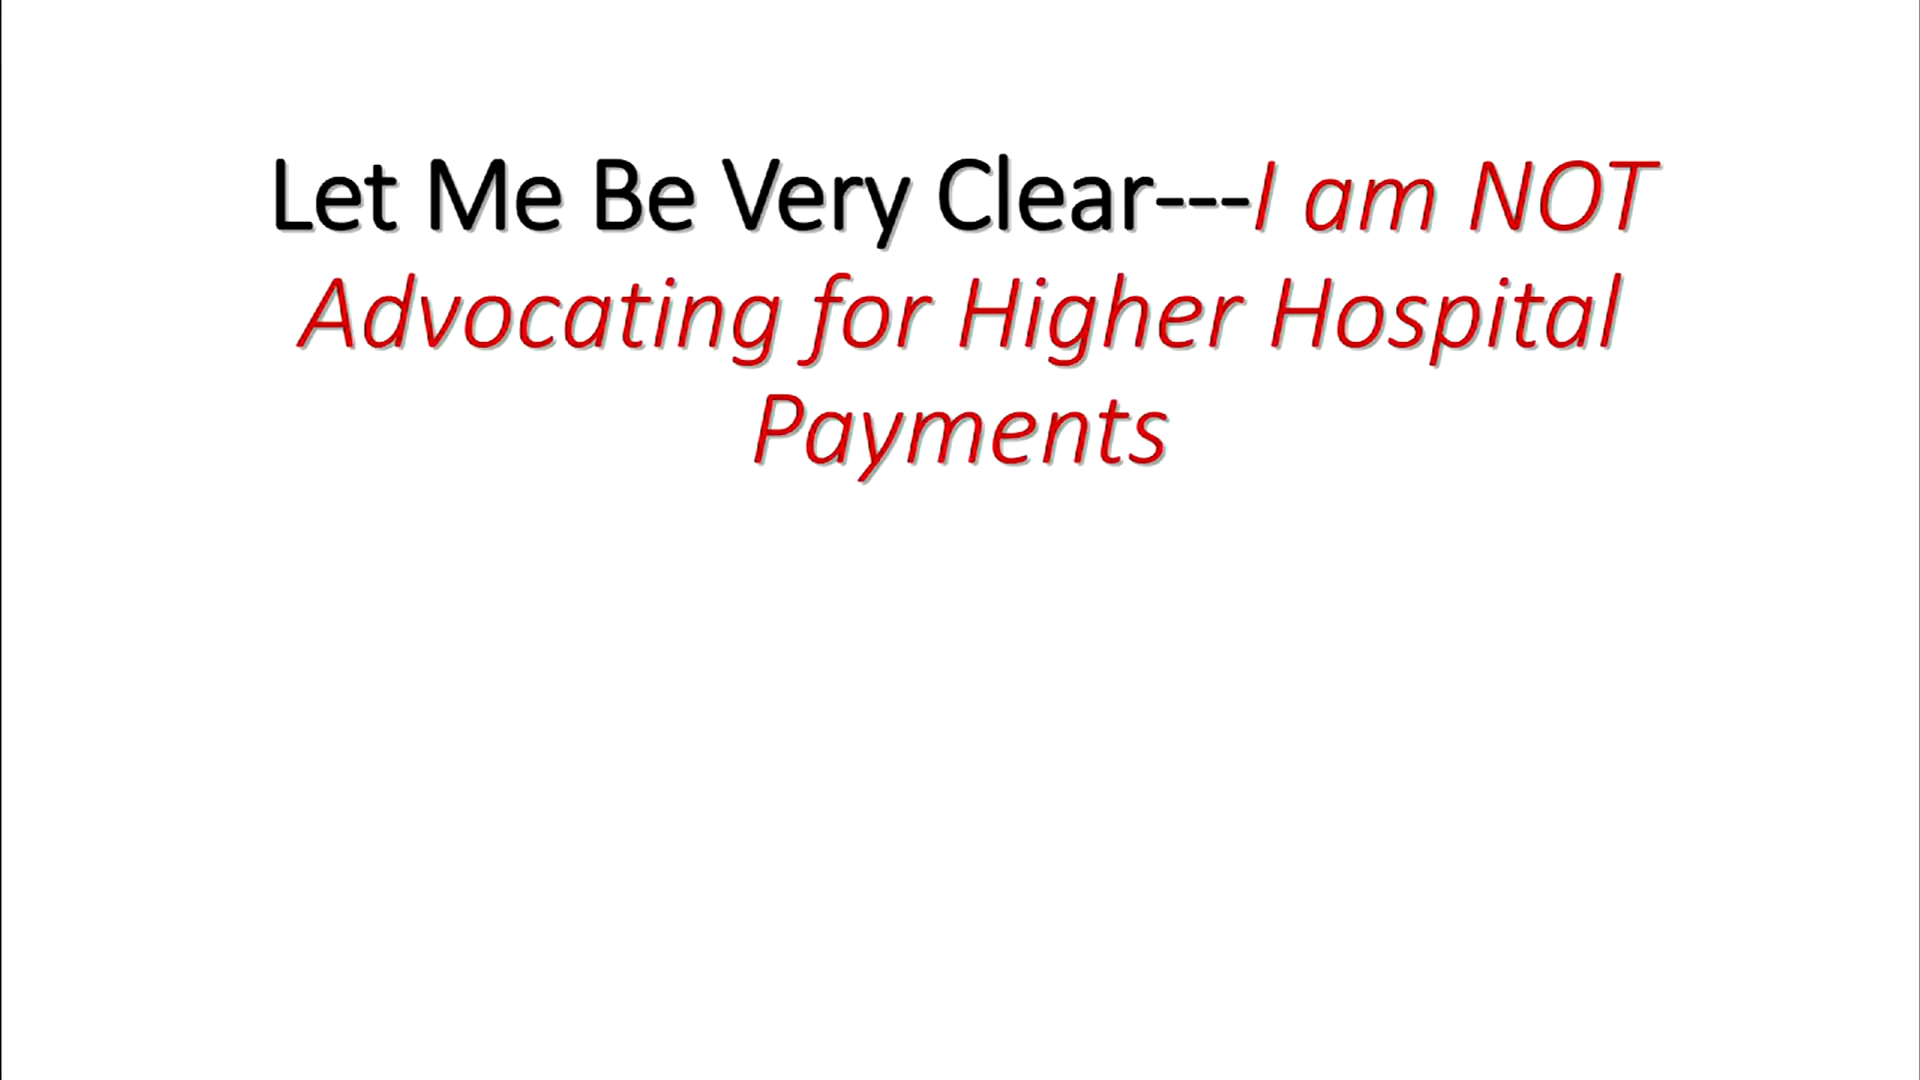 Let Me Be Very Clear---I am NOT
Advocating for Higher Hospital
Payments